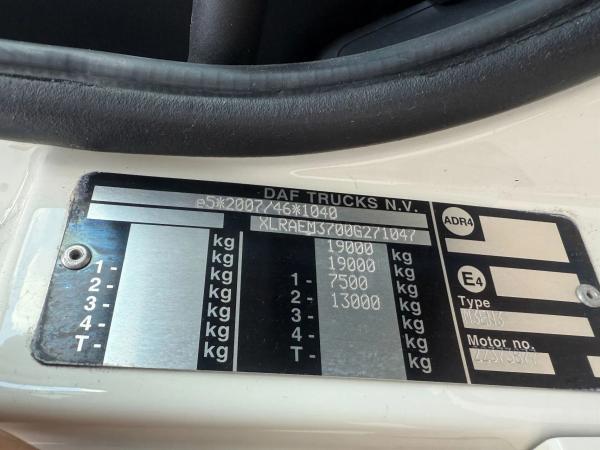 DAF TRUCKS N.V.
e5*2007/46*1040
XLRAEM3700G271047
kg 19000 kg
kg 19000 kg
1- kg 1- 7500 kg
2- kg 2- 13000 kg
3- kg 3- kg
4- kg 4- kg
T- kg T- kg
ADR4
E4
Type
Motor no.